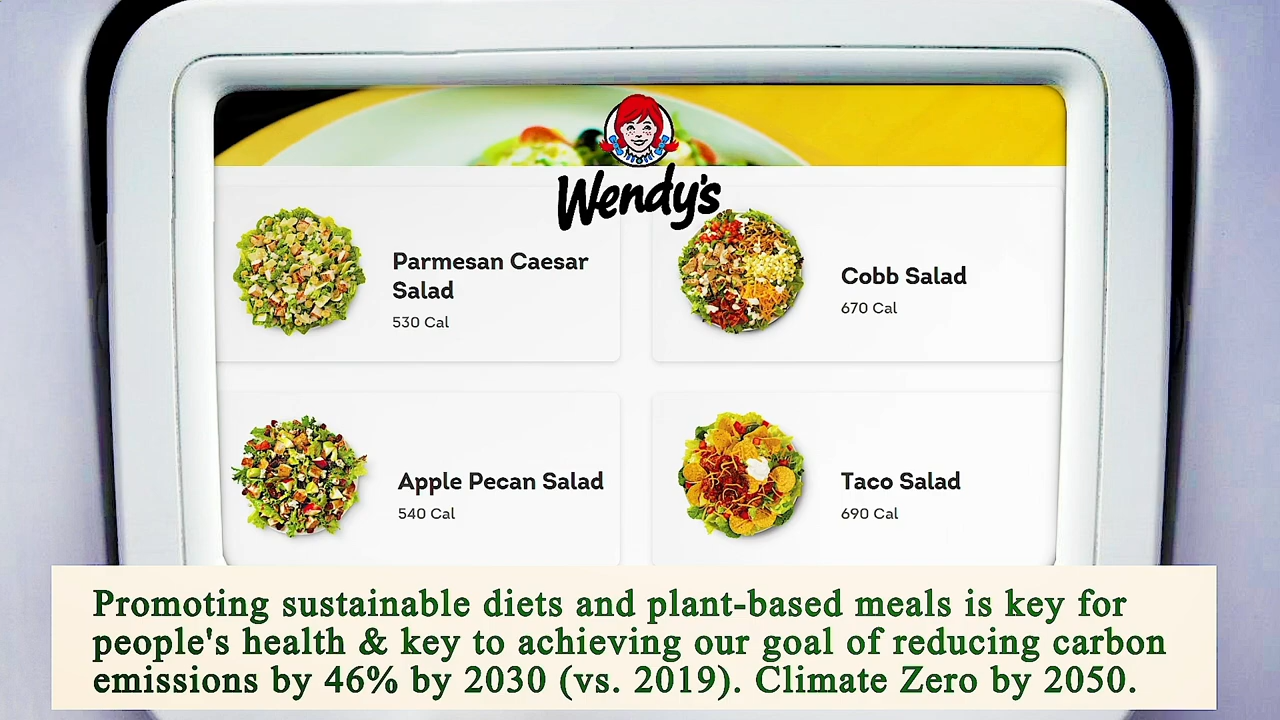 Wendy's
Parmesan Caesar
Salad
530 Cal
Cobb Salad
670 Cal
Apple Pecan Salad
540 Cal
Taco Salad
690 Cal
Promoting sustainable diets and plant-based meals is key for
people's health & key to achieving our goal of reducing carbon
emissions by 46% by 2030 (vs. 2019). Climate Zero by 2050.